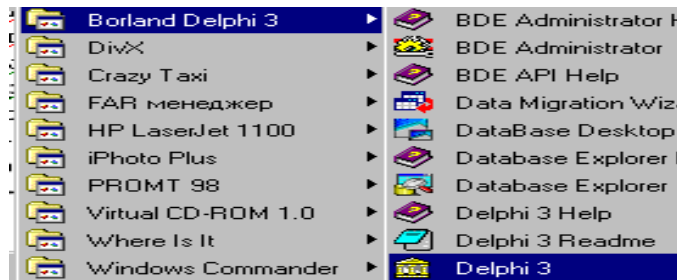 Borland Delphi 3
DivX
Crazy Taxi
FAR менеджер
HP LaserJet 1100
iPhoto Plus
PROMT 98
Virtual CD-ROM 1.0
Where Is It
Windows Commander
BDE Administrator
BDE Administrator
BDE API Help
Data Migration
DataBase Desktop
Database Explorer
Database Explorer
Delphi 3 Help
Delphi 3 Readme
Delphi 3